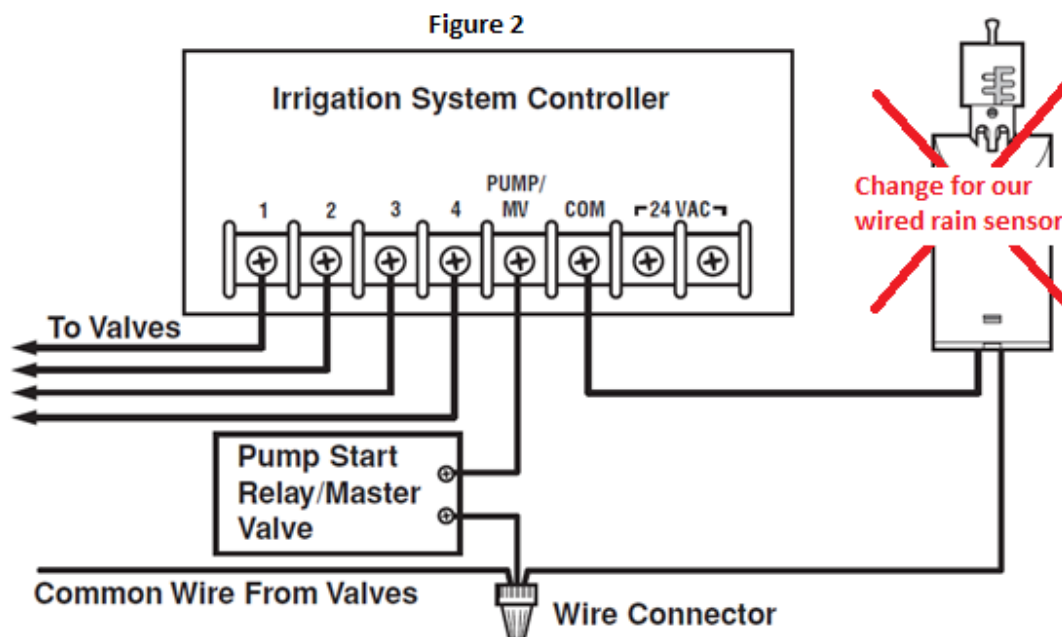 Figure 2
Irrigation System Controller
1 2 3 4 PUMP/
MV COM 24 VAC
Change for our
wired rain sensor
To Valves
Pump Start
Relay/Master
Valve
Common Wire From Valves
Wire Connector